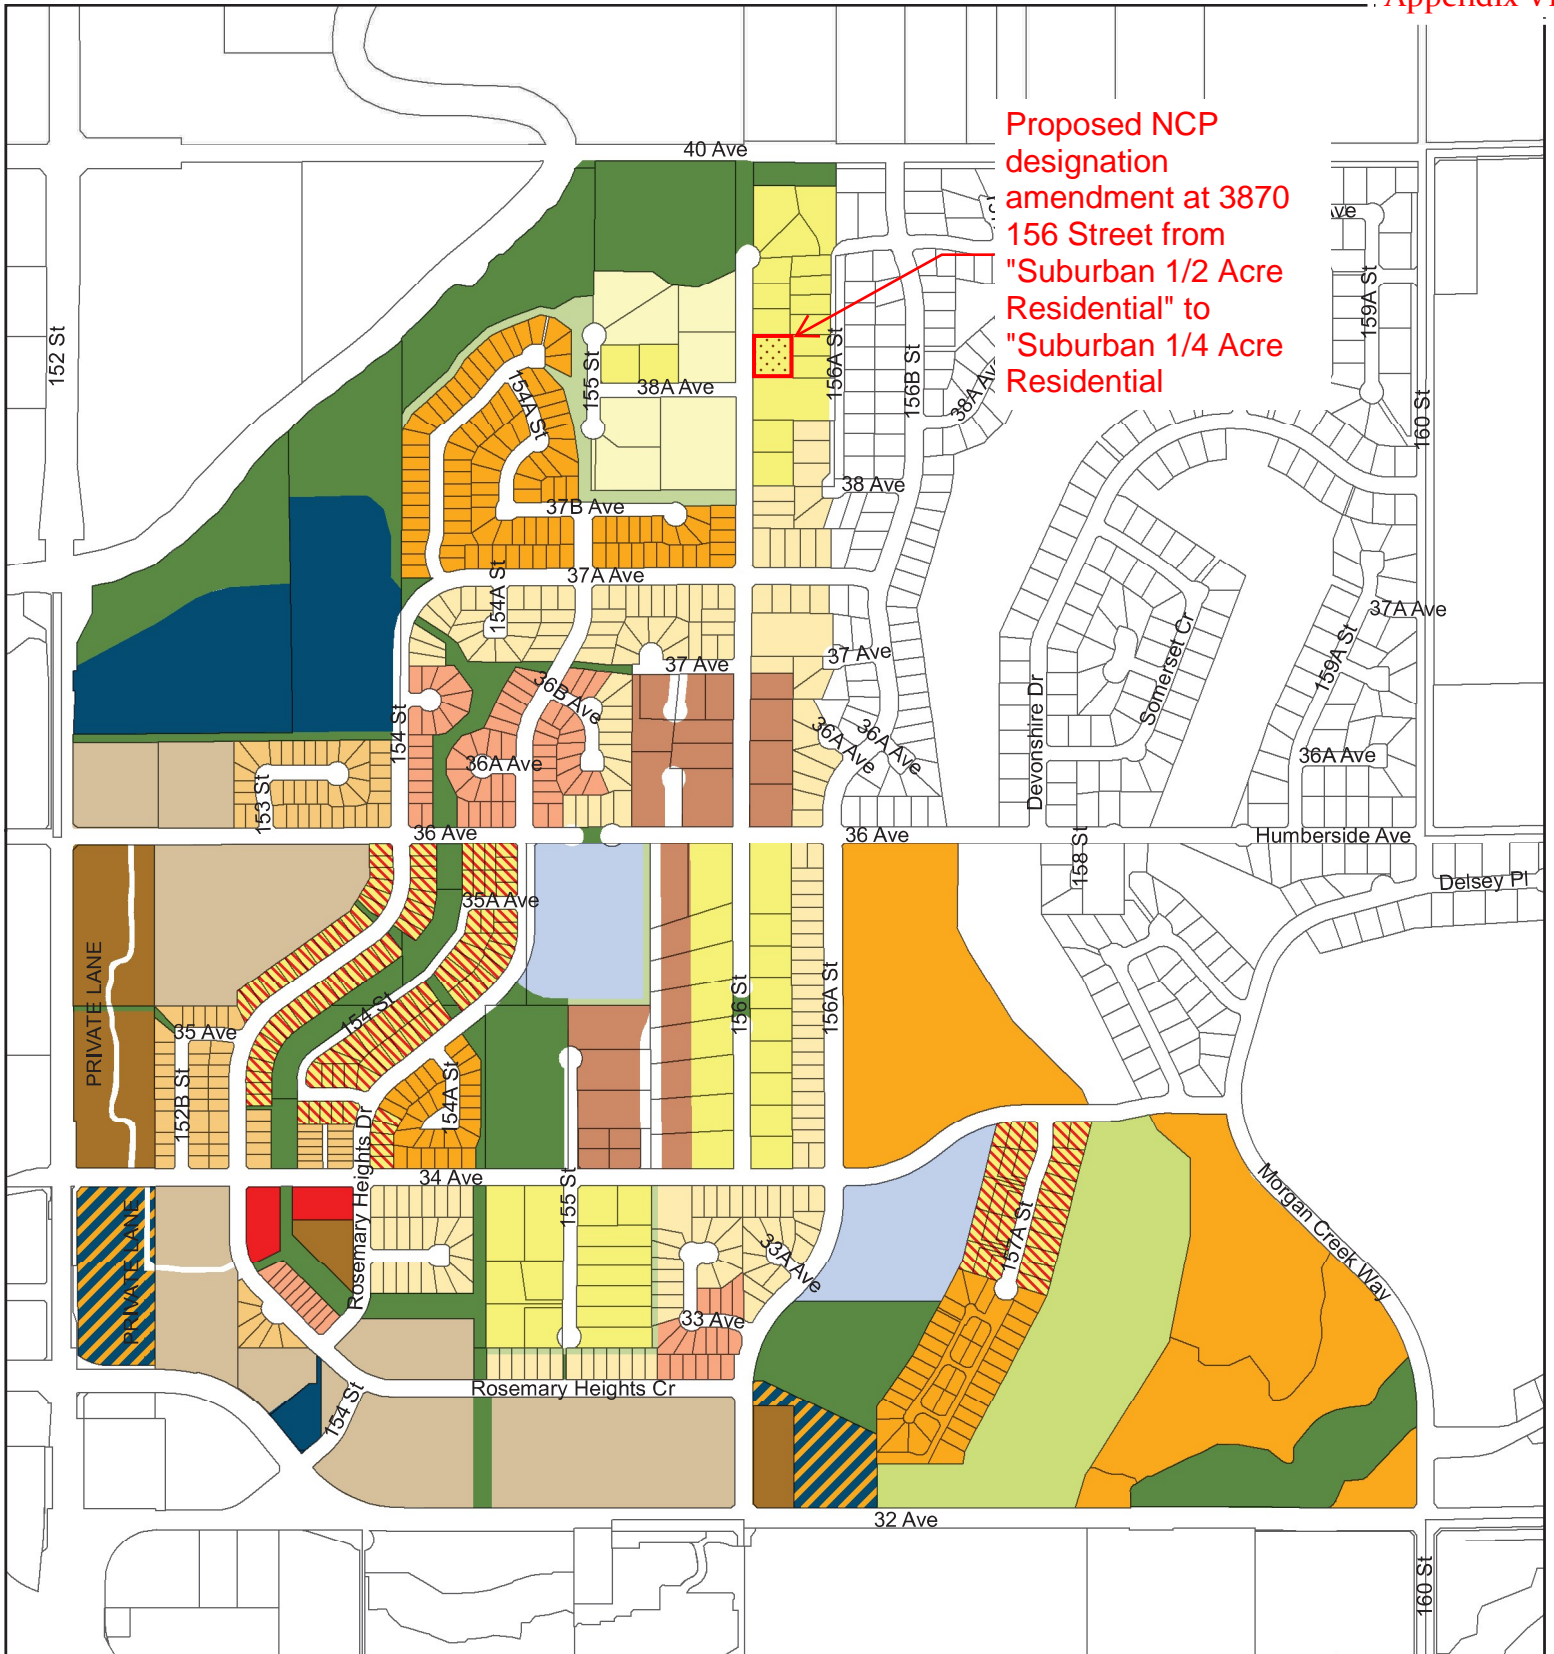 Appendix VI
40 Ave
Proposed NCP
designation
amendment at 3870
156 Street from
"Suburban 1/2 Acre
Residential" to
"Suburban 1/4 Acre
Residential
Ave
152 St
155 St
156A St
156B St
159A St
160 St
154A St
38A Ave
38A Ave
38 Ave
37B Ave
37A Ave
154A St
37A Ave
37 Ave
37 Ave
Somerset Cr
159A St
36B Ave
Devonshire Dr
154 St
36A Ave
36A Ave
36A Ave
36A Ave
153 St
36 Ave
36 Ave
Humberside Ave
158 St
Delsey Pl
35A Ave
PRIVATE LANE
154 St
156 St
156A St
35 Ave
152B St
154A St
Rosemary Heights Dr
34 Ave
155 St
PRIVATE LANE
157A St
Morgan Creek Way
33A Ave
33 Ave
Rosemary Heights Cr
154 St
32 Ave
160 St